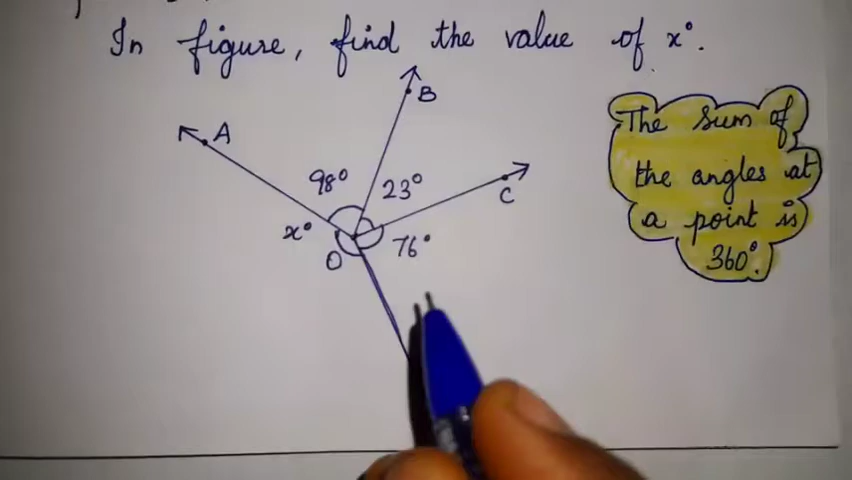 In figure, find the value of x°.
B
A
The sum of
the angles at
a point is
360°.
98°
23°
C
x°
76°
O